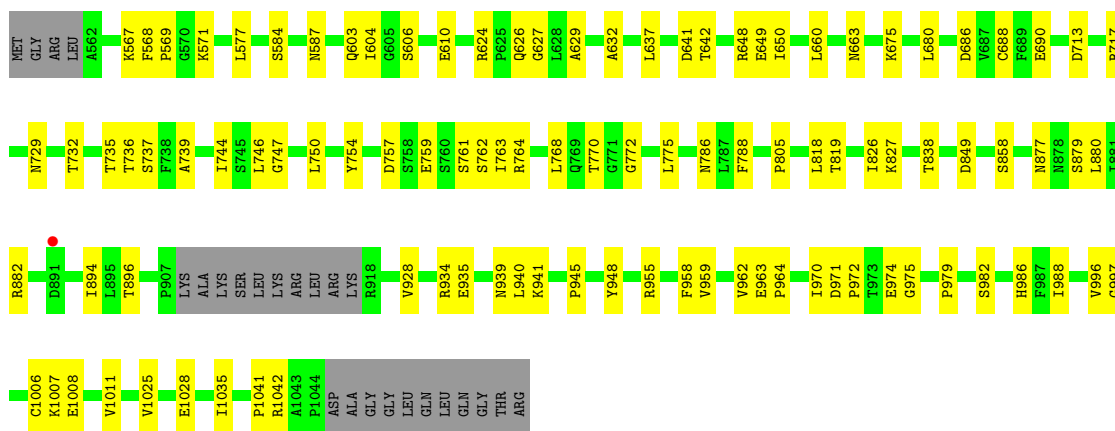 MET GLY ARG LEU A562 K567 F568 P569 G570 K571 L577 S584 N587 Q603 I604 G605 S606 E610 R624 P625 Q626 G627 L628 A629 A632 L637 D641 T642 R648 E649 I650 L660 N663 K675 L680 D686 V687 C688 F689 E690 D713
N729 T732 T735 T736 S737 F738 A739 I744 S745 L746 G747 L750 Y754 D757 S758 E759 S760 S761 S762 I763 R764 L768 Q769 T770 G771 G772 L775 N786 L787 F788 P805 L818 T819 I826 K827 T838 D849 S858 N877 N878 S879 L880
R882 D891 I894 L895 T896 P907 LYS ALA LYS SER LEU LYS ARG LEU ARG LYS R918 V928 R934 E935 N939 L940 K941 P945 Y948 R955 F958 V959 V962 E963 P964 I970 D971 P972 T973 E974 G975 P979 S982 H986 F987 I988 V996
C1006 K1007 E1008 V1011 V1025 E1028 I1035 P1041 R1042 A1043 P1044 ASP ALA GLY GLY LEU GLN LEU GLN GLY THR ARG